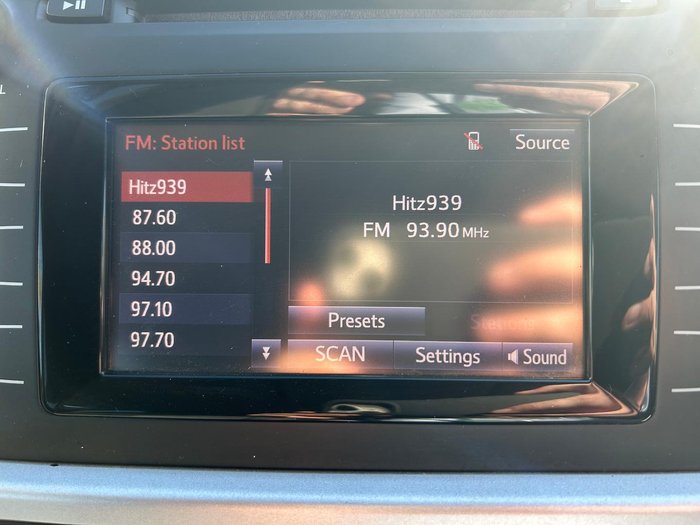 FM: Station list
Source
Hitz939
87.60
88.00
94.70
97.10
97.70
Hitz939
FM 93.90 MHz
Presets
SCAN
Settings
Sound